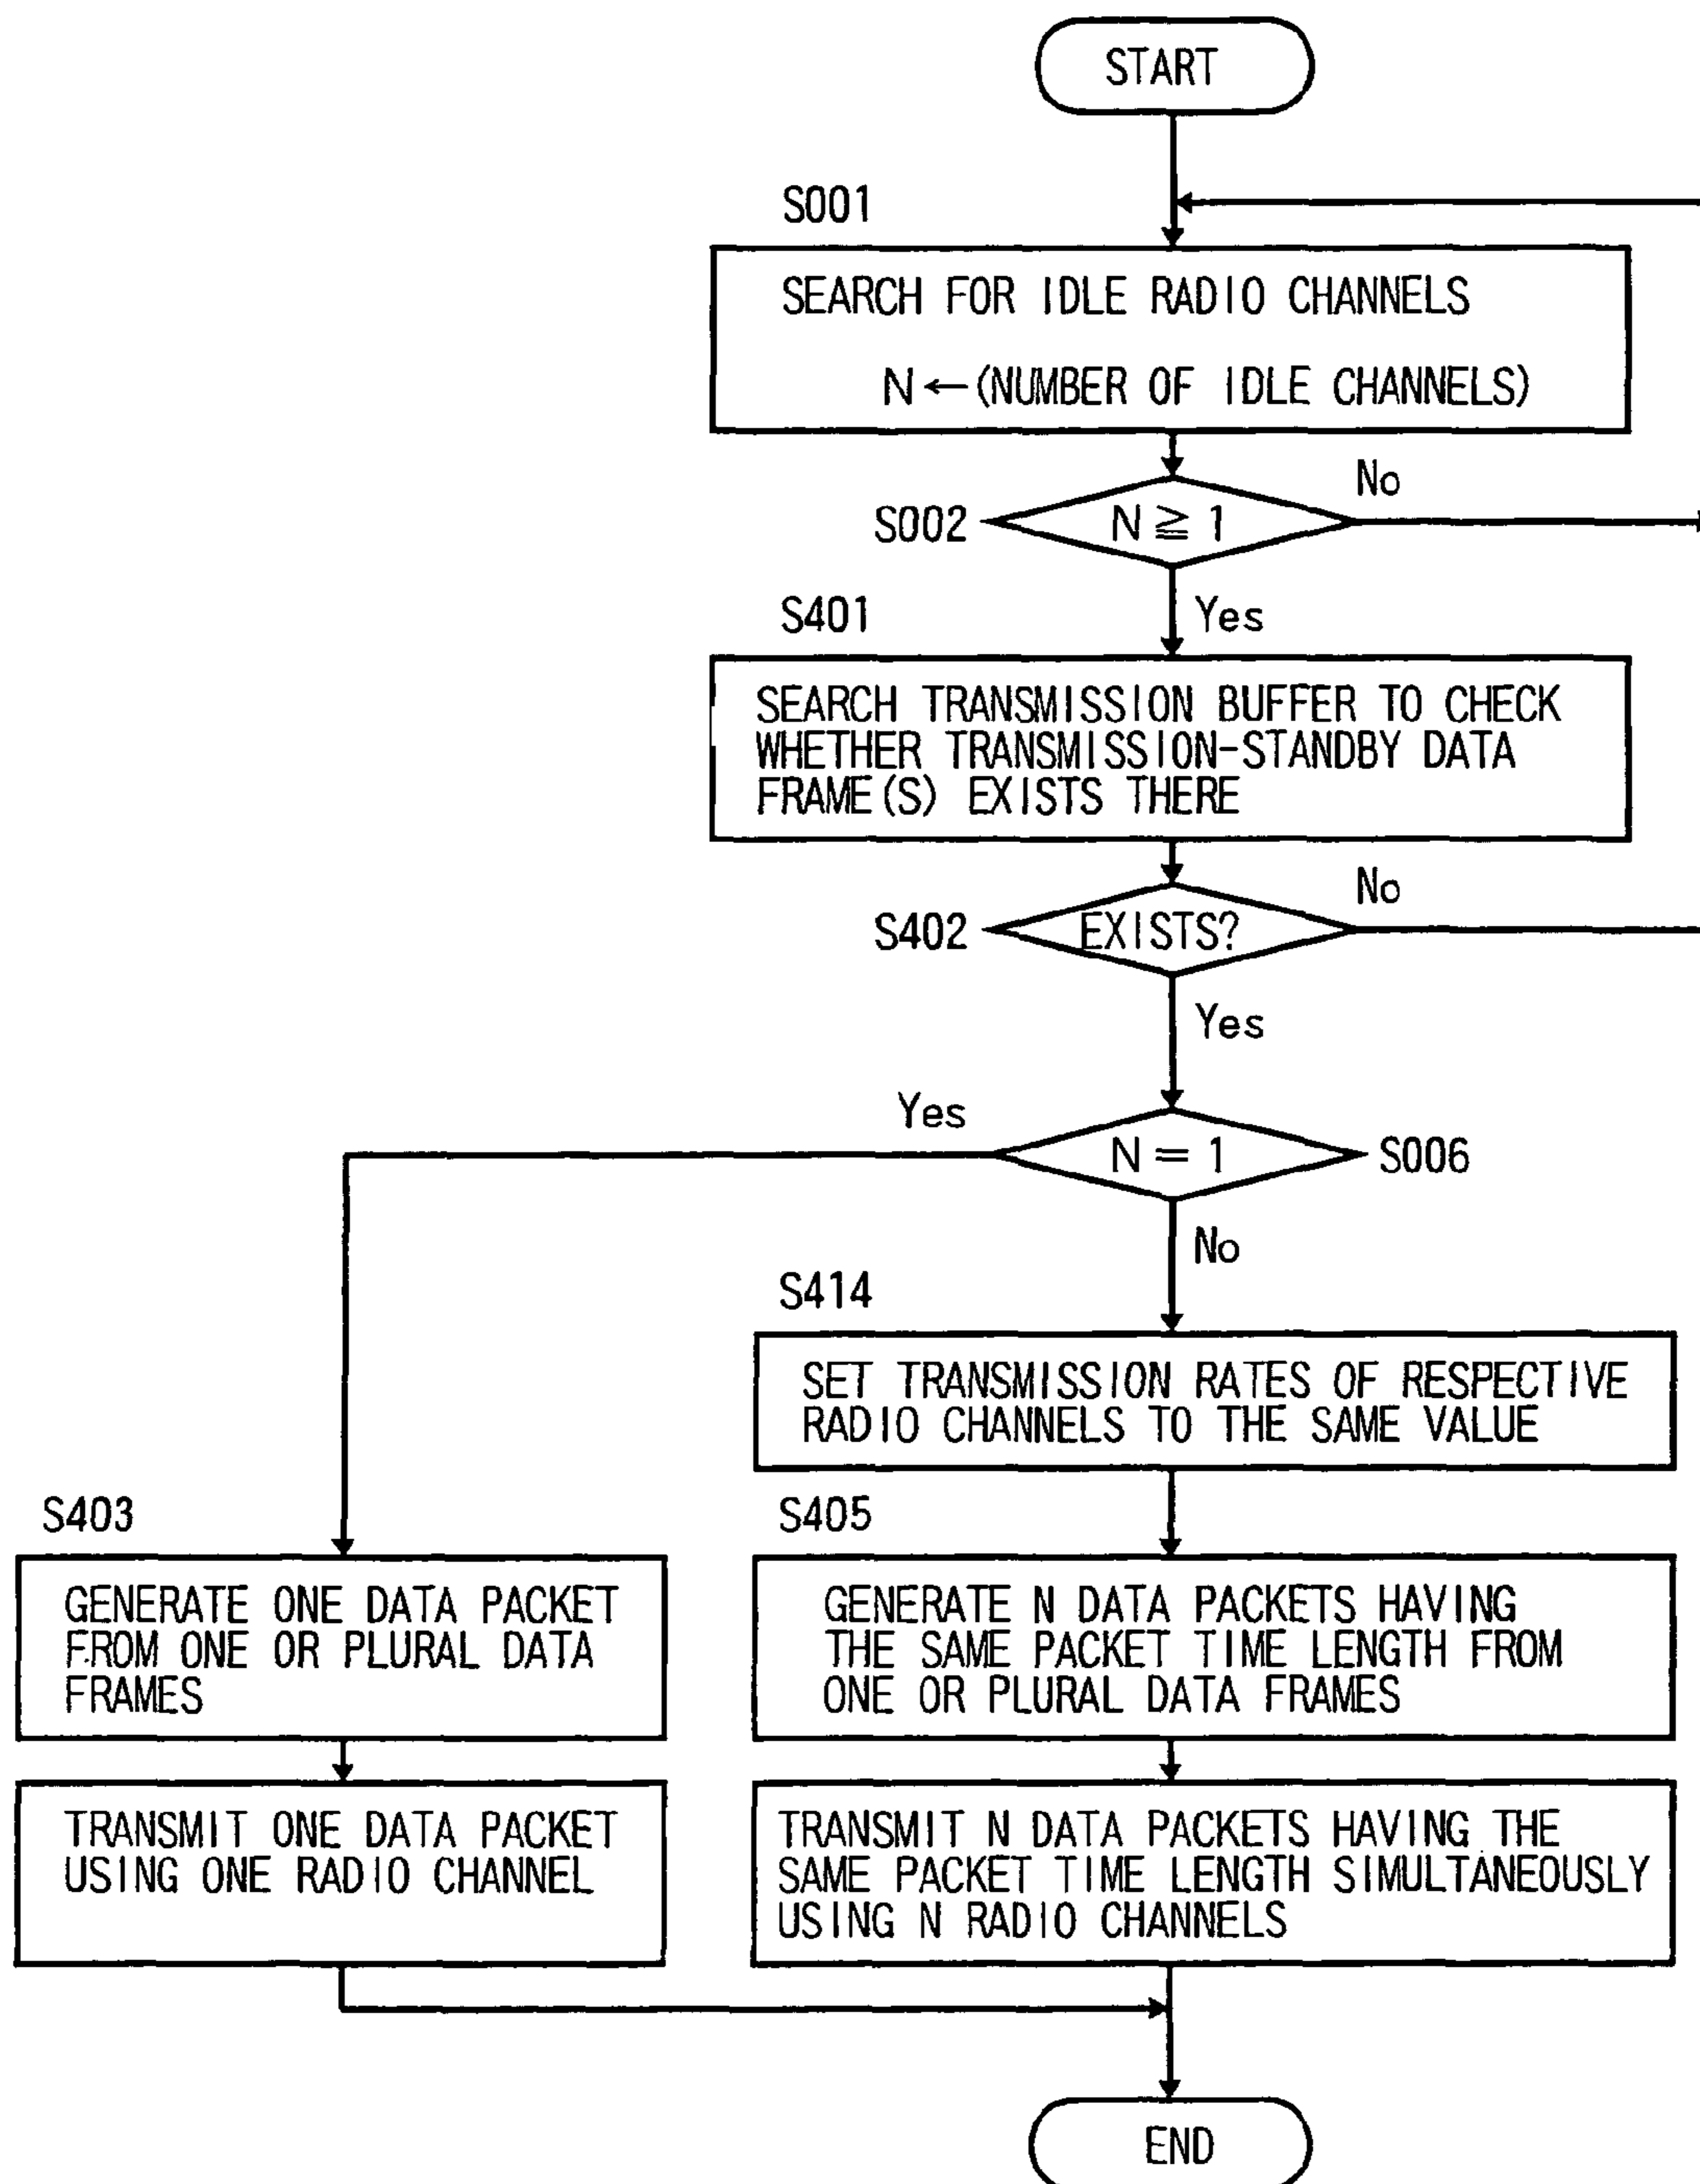 START
S001
SEARCH FOR IDLE RADIO CHANNELS
N ← (NUMBER OF IDLE CHANNELS)
No
S002
N ≧ 1
Yes
S401
SEARCH TRANSMISSION BUFFER TO CHECK
WHETHER TRANSMISSION-STANDBY DATA
FRAME(S) EXISTS THERE
No
S402
EXISTS?
Yes
Yes
N = 1
S006
No
S414
SET TRANSMISSION RATES OF RESPECTIVE
RADIO CHANNELS TO THE SAME VALUE
S403
GENERATE ONE DATA PACKET
FROM ONE OR PLURAL DATA
FRAMES
TRANSMIT ONE DATA PACKET
USING ONE RADIO CHANNEL
S405
GENERATE N DATA PACKETS HAVING
THE SAME PACKET TIME LENGTH FROM
ONE OR PLURAL DATA FRAMES
TRANSMIT N DATA PACKETS HAVING THE
SAME PACKET TIME LENGTH SIMULTANEOUSLY
USING N RADIO CHANNELS
END